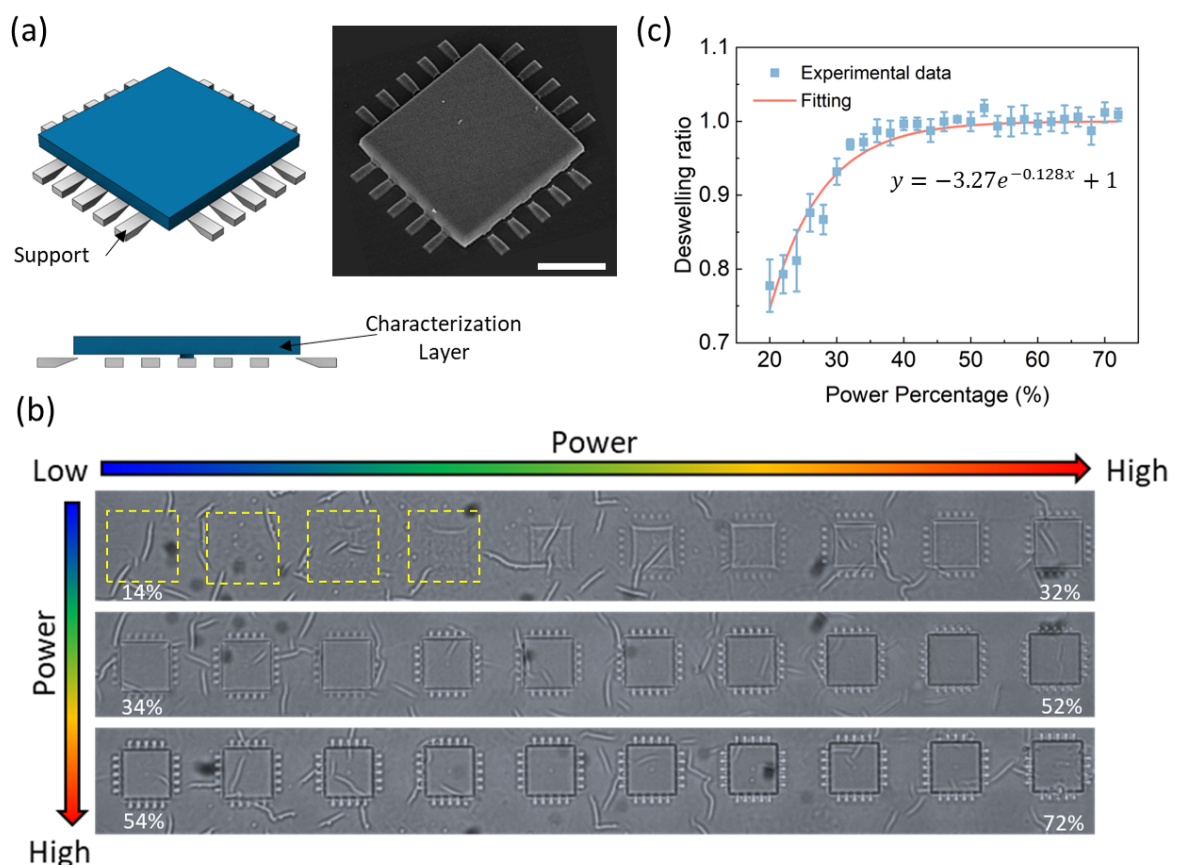 (a)
Support
Characterization
Layer
(c)
1.1
1.0
0.9
0.8
0.7
Deswelling ratio
Experimental data
Fitting
y = −3.27e^{−0.128x} + 1
20 30 40 50 60 70
Power Percentage (%)
(b)
Power
Low
High
Power
High
14%
32%
34%
52%
54%
72%